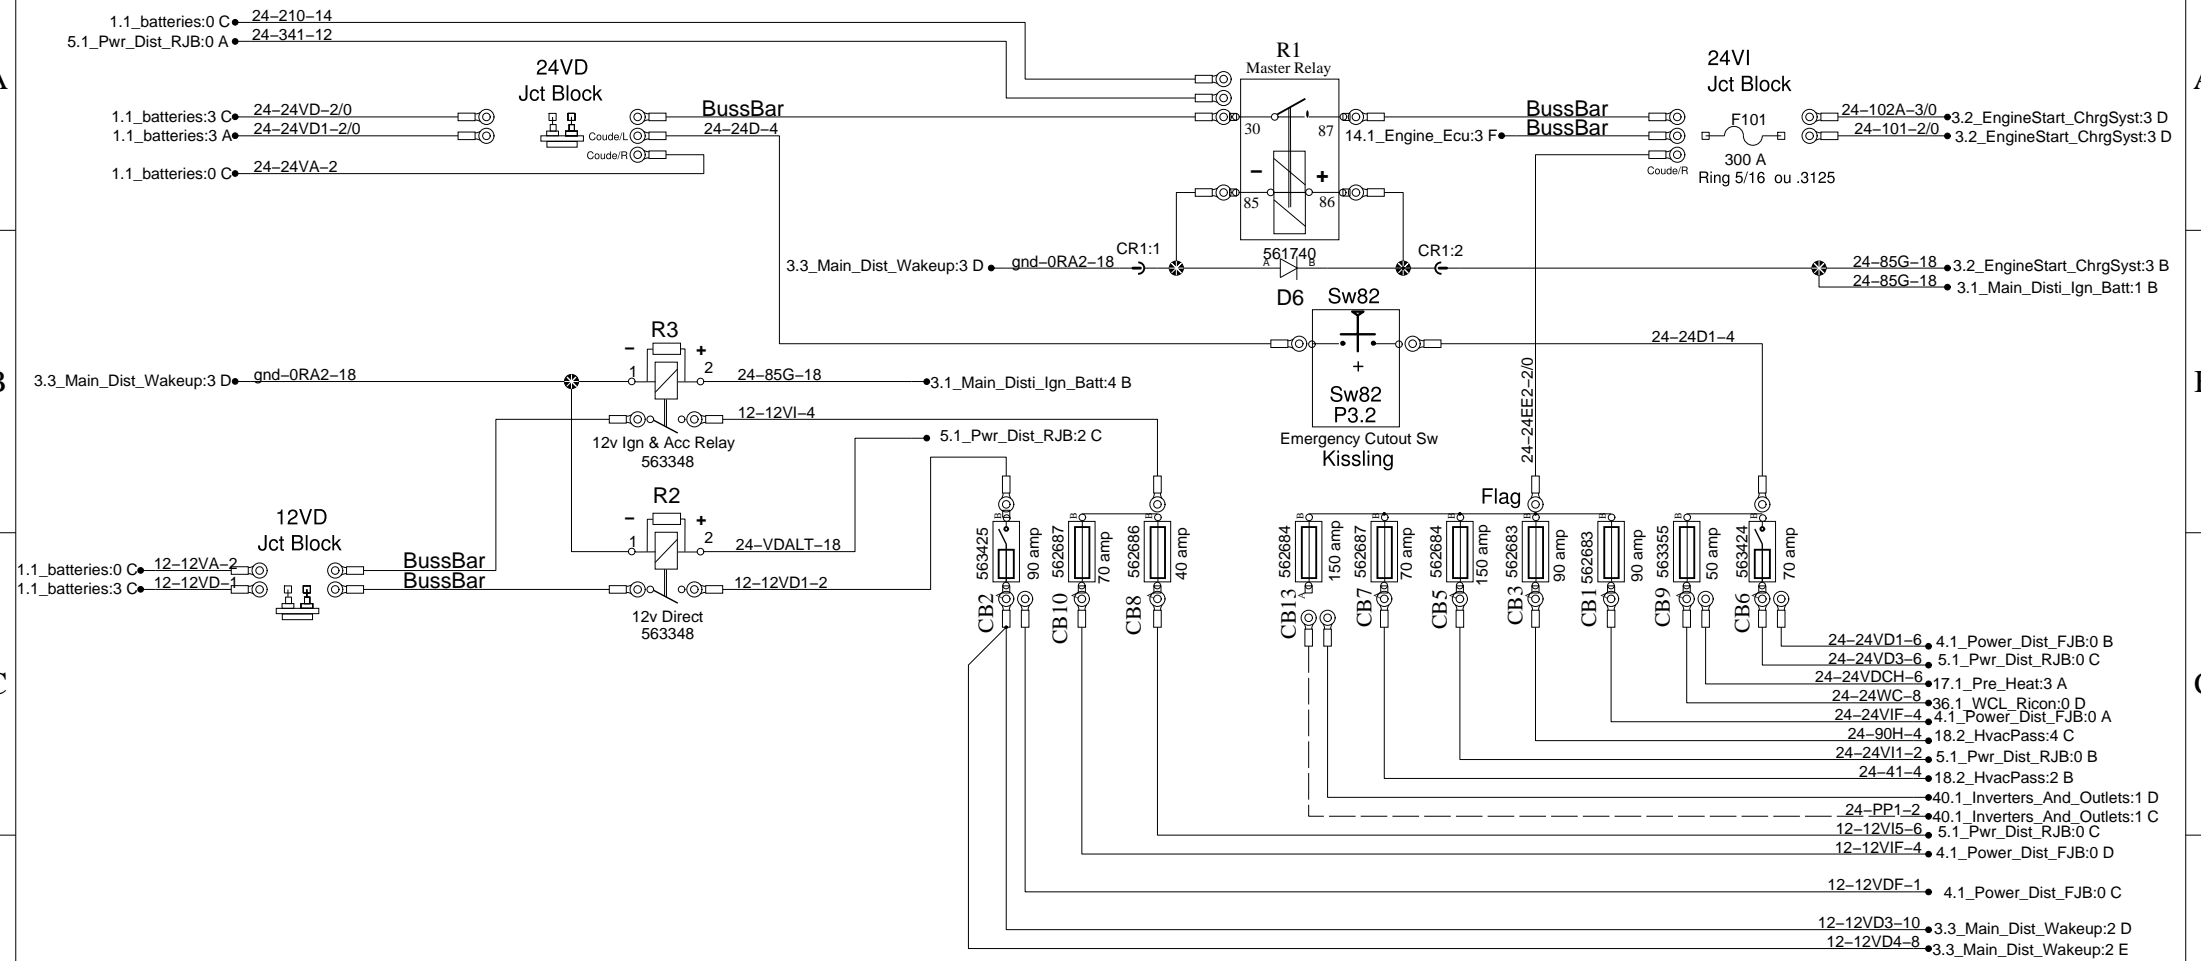 1.1_batteries:0 C
24-210-14
5.1_Pwr_Dist_RJB:0 A
24-341-12
R1
Master Relay
24VD
Jct Block
24VI
Jct Block
A
A
1.1_batteries:3 C
24-24VD-2/0
BussBar
30
87
BussBar
F101
24-102A-3/0
3.2_EngineStart_ChrgSyst:3 D
1.1_batteries:3 A
24-24VD1-2/0
Coude/L
24-24D-4
14.1_Engine_Ecu:3 F
BussBar
24-101-2/0
3.2_EngineStart_ChrgSyst:3 D
Coude/R
300 A
1.1_batteries:0 C
24-24VA-2
Coude/R
Ring 5/16 ou .3125
- +
85
86
561740
3.3_Main_Dist_Wakeup:3 D
gnd-0RA2-18
CR1:1
A
B
CR1:2
24-85G-18
3.2_EngineStart_ChrgSyst:3 B
24-85G-18
3.1_Main_Disti_Ign_Batt:1 B
D6
Sw82
R3
- +
24-24D1-4
B
B
3.3_Main_Dist_Wakeup:3 D
gnd-0RA2-18
1
2
24-85G-18
3.1_Main_Disti_Ign_Batt:4 B
+
Sw82
P3.2
12-12VI-4
24-24EE2-2/0
12v Ign & Acc Relay
563348
5.1_Pwr_Dist_RJB:2 C
Emergency Cutout Sw
Kissling
R2
- +
Flag
12VD
Jct Block
1
2
24-VDALT-18
B
B
B
B
B
B
B
B
B
B
1.1_batteries:0 C
12-12VA-2
BussBar
1.1_batteries:3 C
12-12VD-1
BussBar
12-12VD1-2
12v Direct
563348
563425
90 amp
CB2
562687
70 amp
CB10
562686
40 amp
CB8
562684
150 amp
CB13
A
562687
70 amp
CB7
562684
150 amp
CB5
562683
90 amp
CB3
562683
90 amp
CB1
563355
50 amp
CB9
563424
70 amp
CB6
C
C
24-24VD1-6
4.1_Power_Dist_FJB:0 B
24-24VD3-6
5.1_Pwr_Dist_RJB:0 C
24-24VDCH-6
17.1_Pre_Heat:3 A
24-24WC-8
36.1_WCL_Ricon:0 D
24-24VIF-4
4.1_Power_Dist_FJB:0 A
24-90H-4
18.2_HvacPass:4 C
24-24VI1-2
5.1_Pwr_Dist_RJB:0 B
24-41-4
18.2_HvacPass:2 B
40.1_Inverters_And_Outlets:1 D
24-PP1-2
40.1_Inverters_And_Outlets:1 C
12-12VI5-6
5.1_Pwr_Dist_RJB:0 C
12-12VIF-4
4.1_Power_Dist_FJB:0 D
12-12VDF-1
4.1_Power_Dist_FJB:0 C
12-12VD3-10
3.3_Main_Dist_Wakeup:2 D
12-12VD4-8
3.3_Main_Dist_Wakeup:2 E